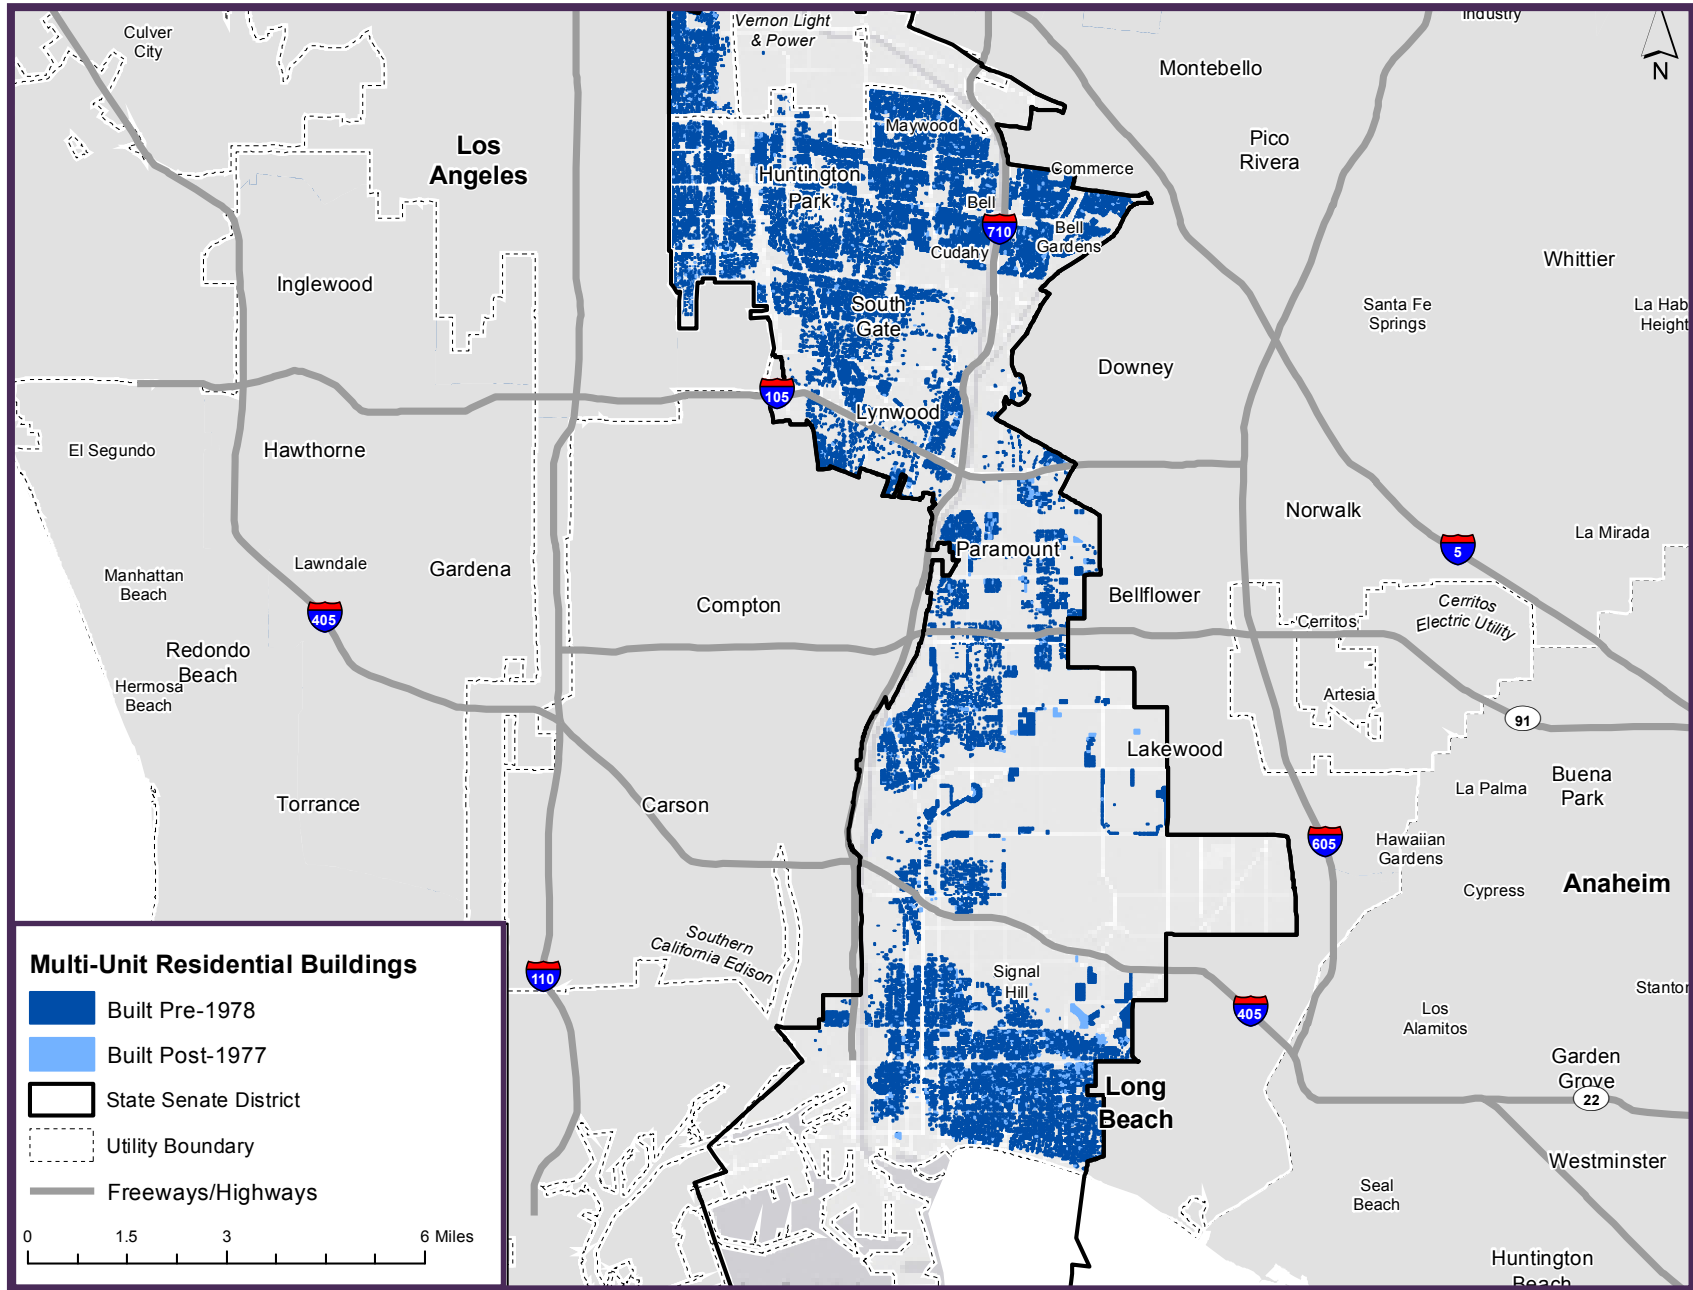 Industry
Vernon Light
& Power
Culver
City
N
Montebello
Los
Angeles
Maywood
Pico
Rivera
Commerce
Huntington
Park
Bell
710
Bell
Gardens
Cudahy
Whittier
Inglewood
South
Gate
Santa Fe
Springs
La Hab
Height
Downey
105
Lynwood
El Segundo
Hawthorne
Norwalk
La Mirada
5
Paramount
Lawndale
Gardena
Manhattan
Beach
Compton
Bellflower
405
Cerritos
Cerritos
Electric Utility
Redondo
Beach
Hermosa
Beach
Artesia
91
Lakewood
Torrance
Carson
La Palma
Buena
Park
605
Hawaiian
Gardens
Cypress
Anaheim
Southern
California Edison
110
Signal
Hill
405
Los
Alamitos
Stanton
Garden
Grove
22
Long
Beach
Westminster
Seal
Beach
Huntington
Beach
Multi-Unit Residential Buildings
Built Pre-1978
Built Post-1977
State Senate District
Utility Boundary
Freeways/Highways
0 1.5 3 6 Miles